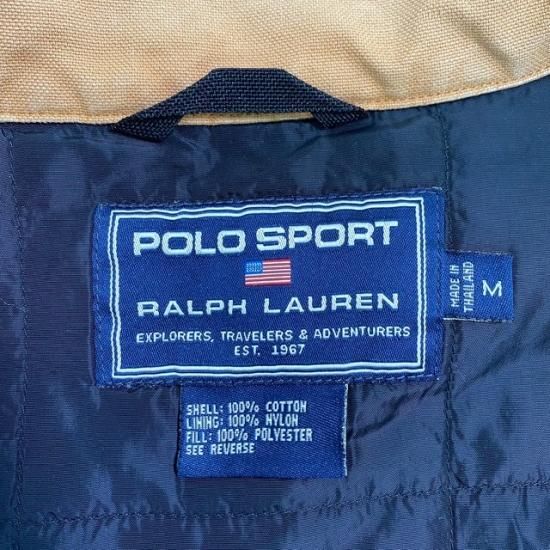 POLO SPORT
RALPH LAUREN
EXPLORERS, TRAVELERS & ADVENTURERS
EST. 1967
MADE IN
THAILAND
M
SHELL: 100% COTTON
LINING: 100% NYLON
FILL: 100% POLYESTER
SEE REVERSE